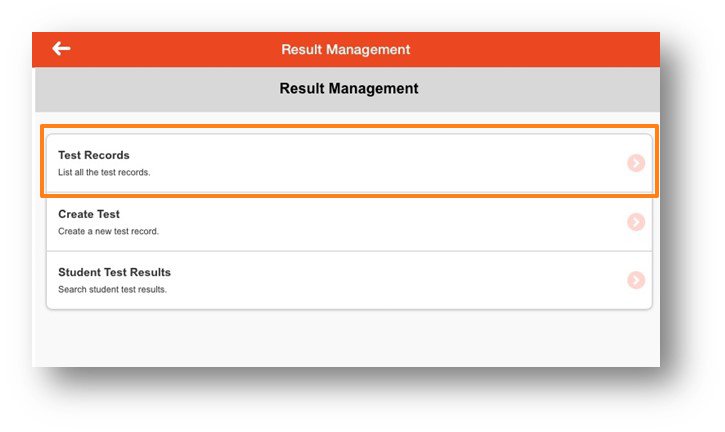 Result Management
Result Management
Test Records
List all the test records.
Create Test
Create a new test record.
Student Test Results
Search student test results.